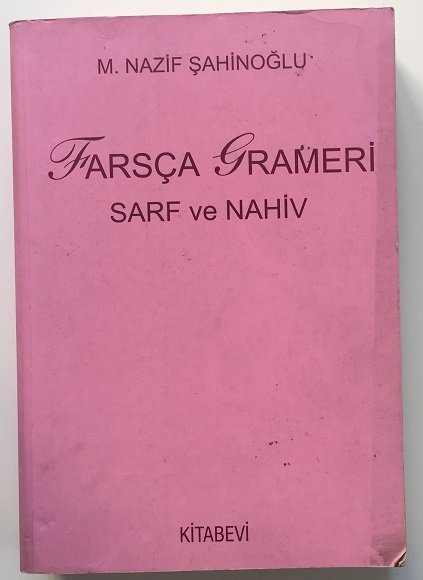 M. NAZİF ŞAHİNOĞLU
FARSÇA GRAMERİ
SARF ve NAHİV
KİTABEVİ